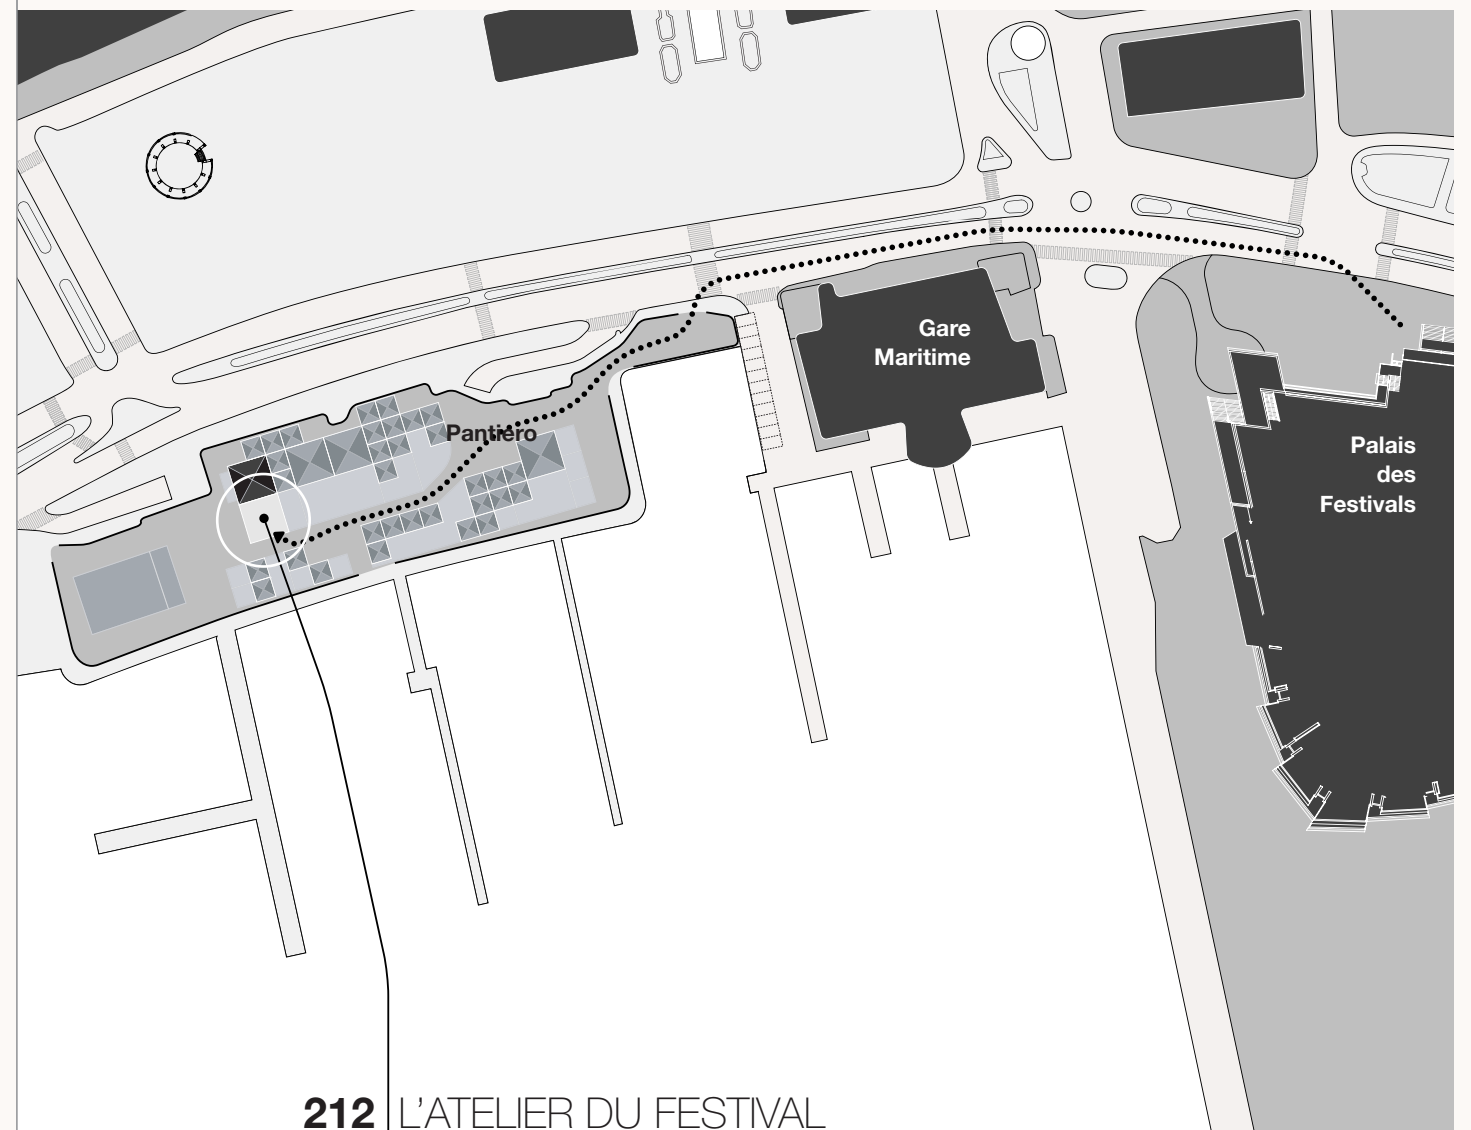 Gare
Maritime
Pantiero
Palais
des
Festivals
212 L'ATELIER DU FESTIVAL